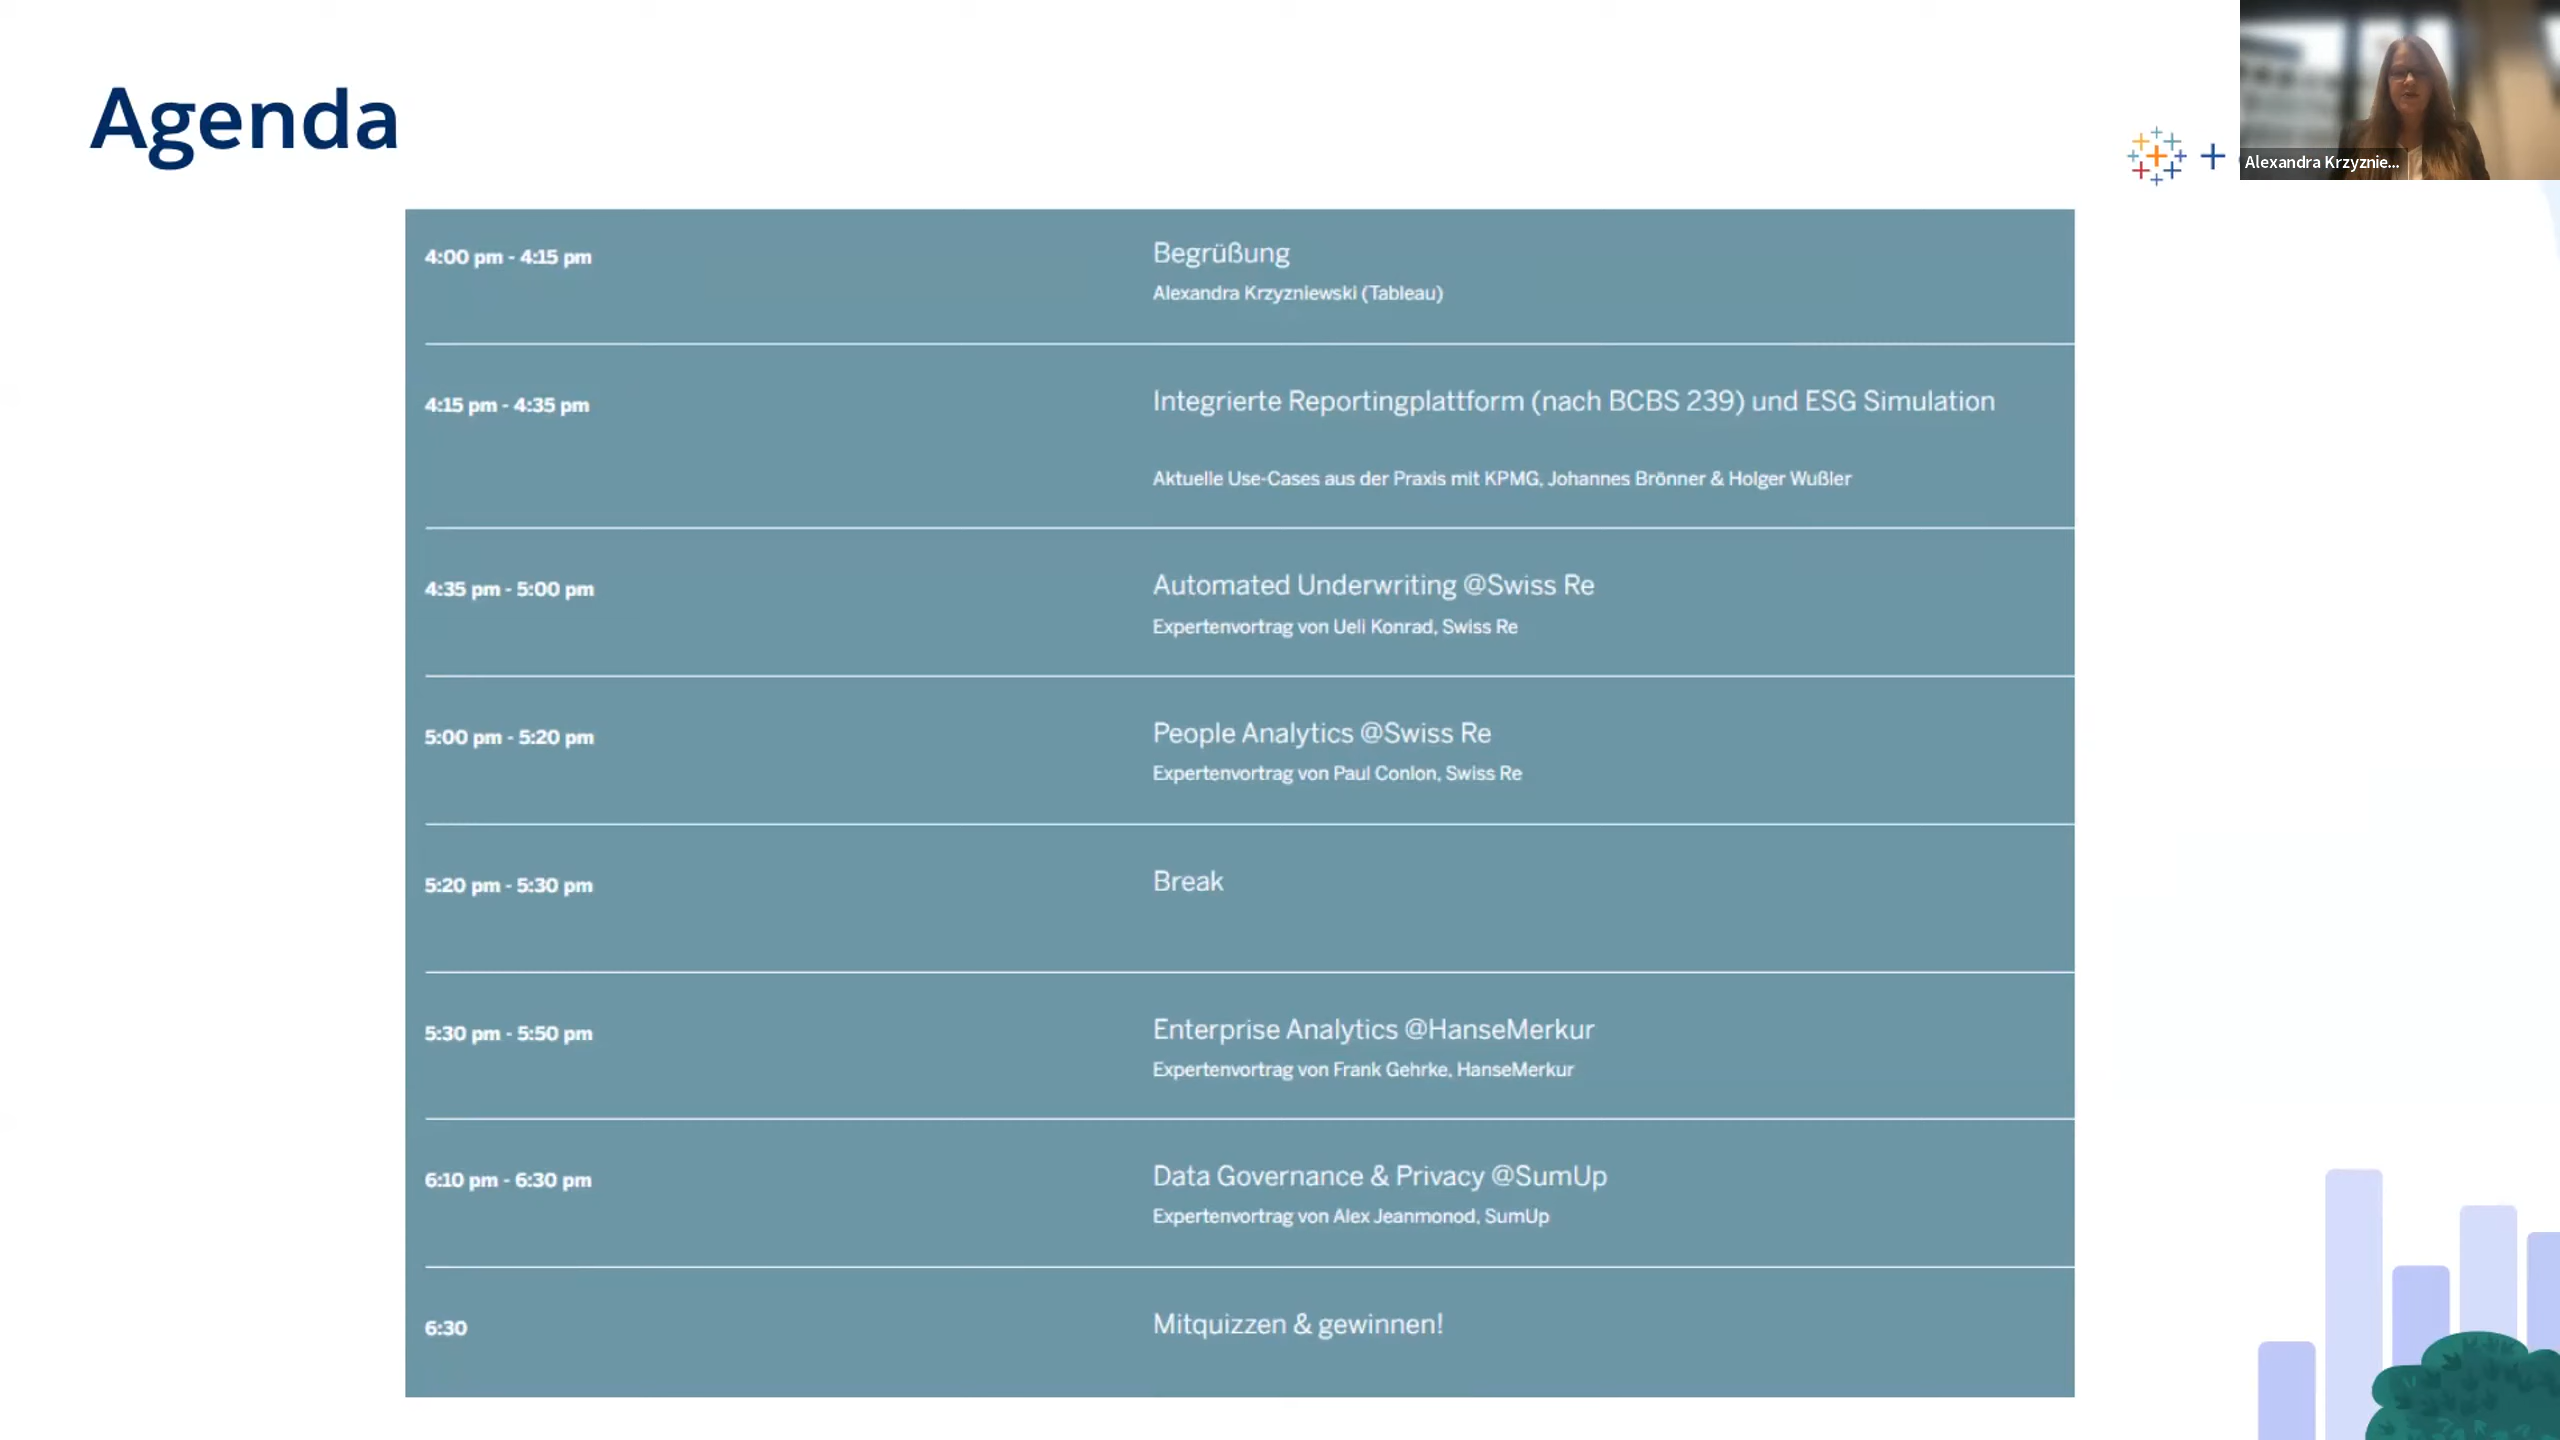 Agenda
Alexandra Krzyznie...
4:00 pm - 4:15 pm
Begrüßung
Alexandra Krzyzniewski (Tableau)
4:15 pm - 4:35 pm
Integrierte Reportingplattform (nach BCBS 239) und ESG Simulation
Aktuelle Use-Cases aus der Praxis mit KPMG, Johannes Brönner & Holger Wußler
4:35 pm - 5:00 pm
Automated Underwriting @Swiss Re
Expertenvortrag von Ueli Konrad, Swiss Re
5:00 pm - 5:20 pm
People Analytics @Swiss Re
Expertenvortrag von Paul Conlon, Swiss Re
5:20 pm - 5:30 pm
Break
5:30 pm - 5:50 pm
Enterprise Analytics @HanseMerkur
Expertenvortrag von Frank Gehrke, HanseMerkur
6:10 pm - 6:30 pm
Data Governance & Privacy @SumUp
Expertenvortrag von Alex Jeanmonod, SumUp
6:30
Mitquizzen & gewinnen!